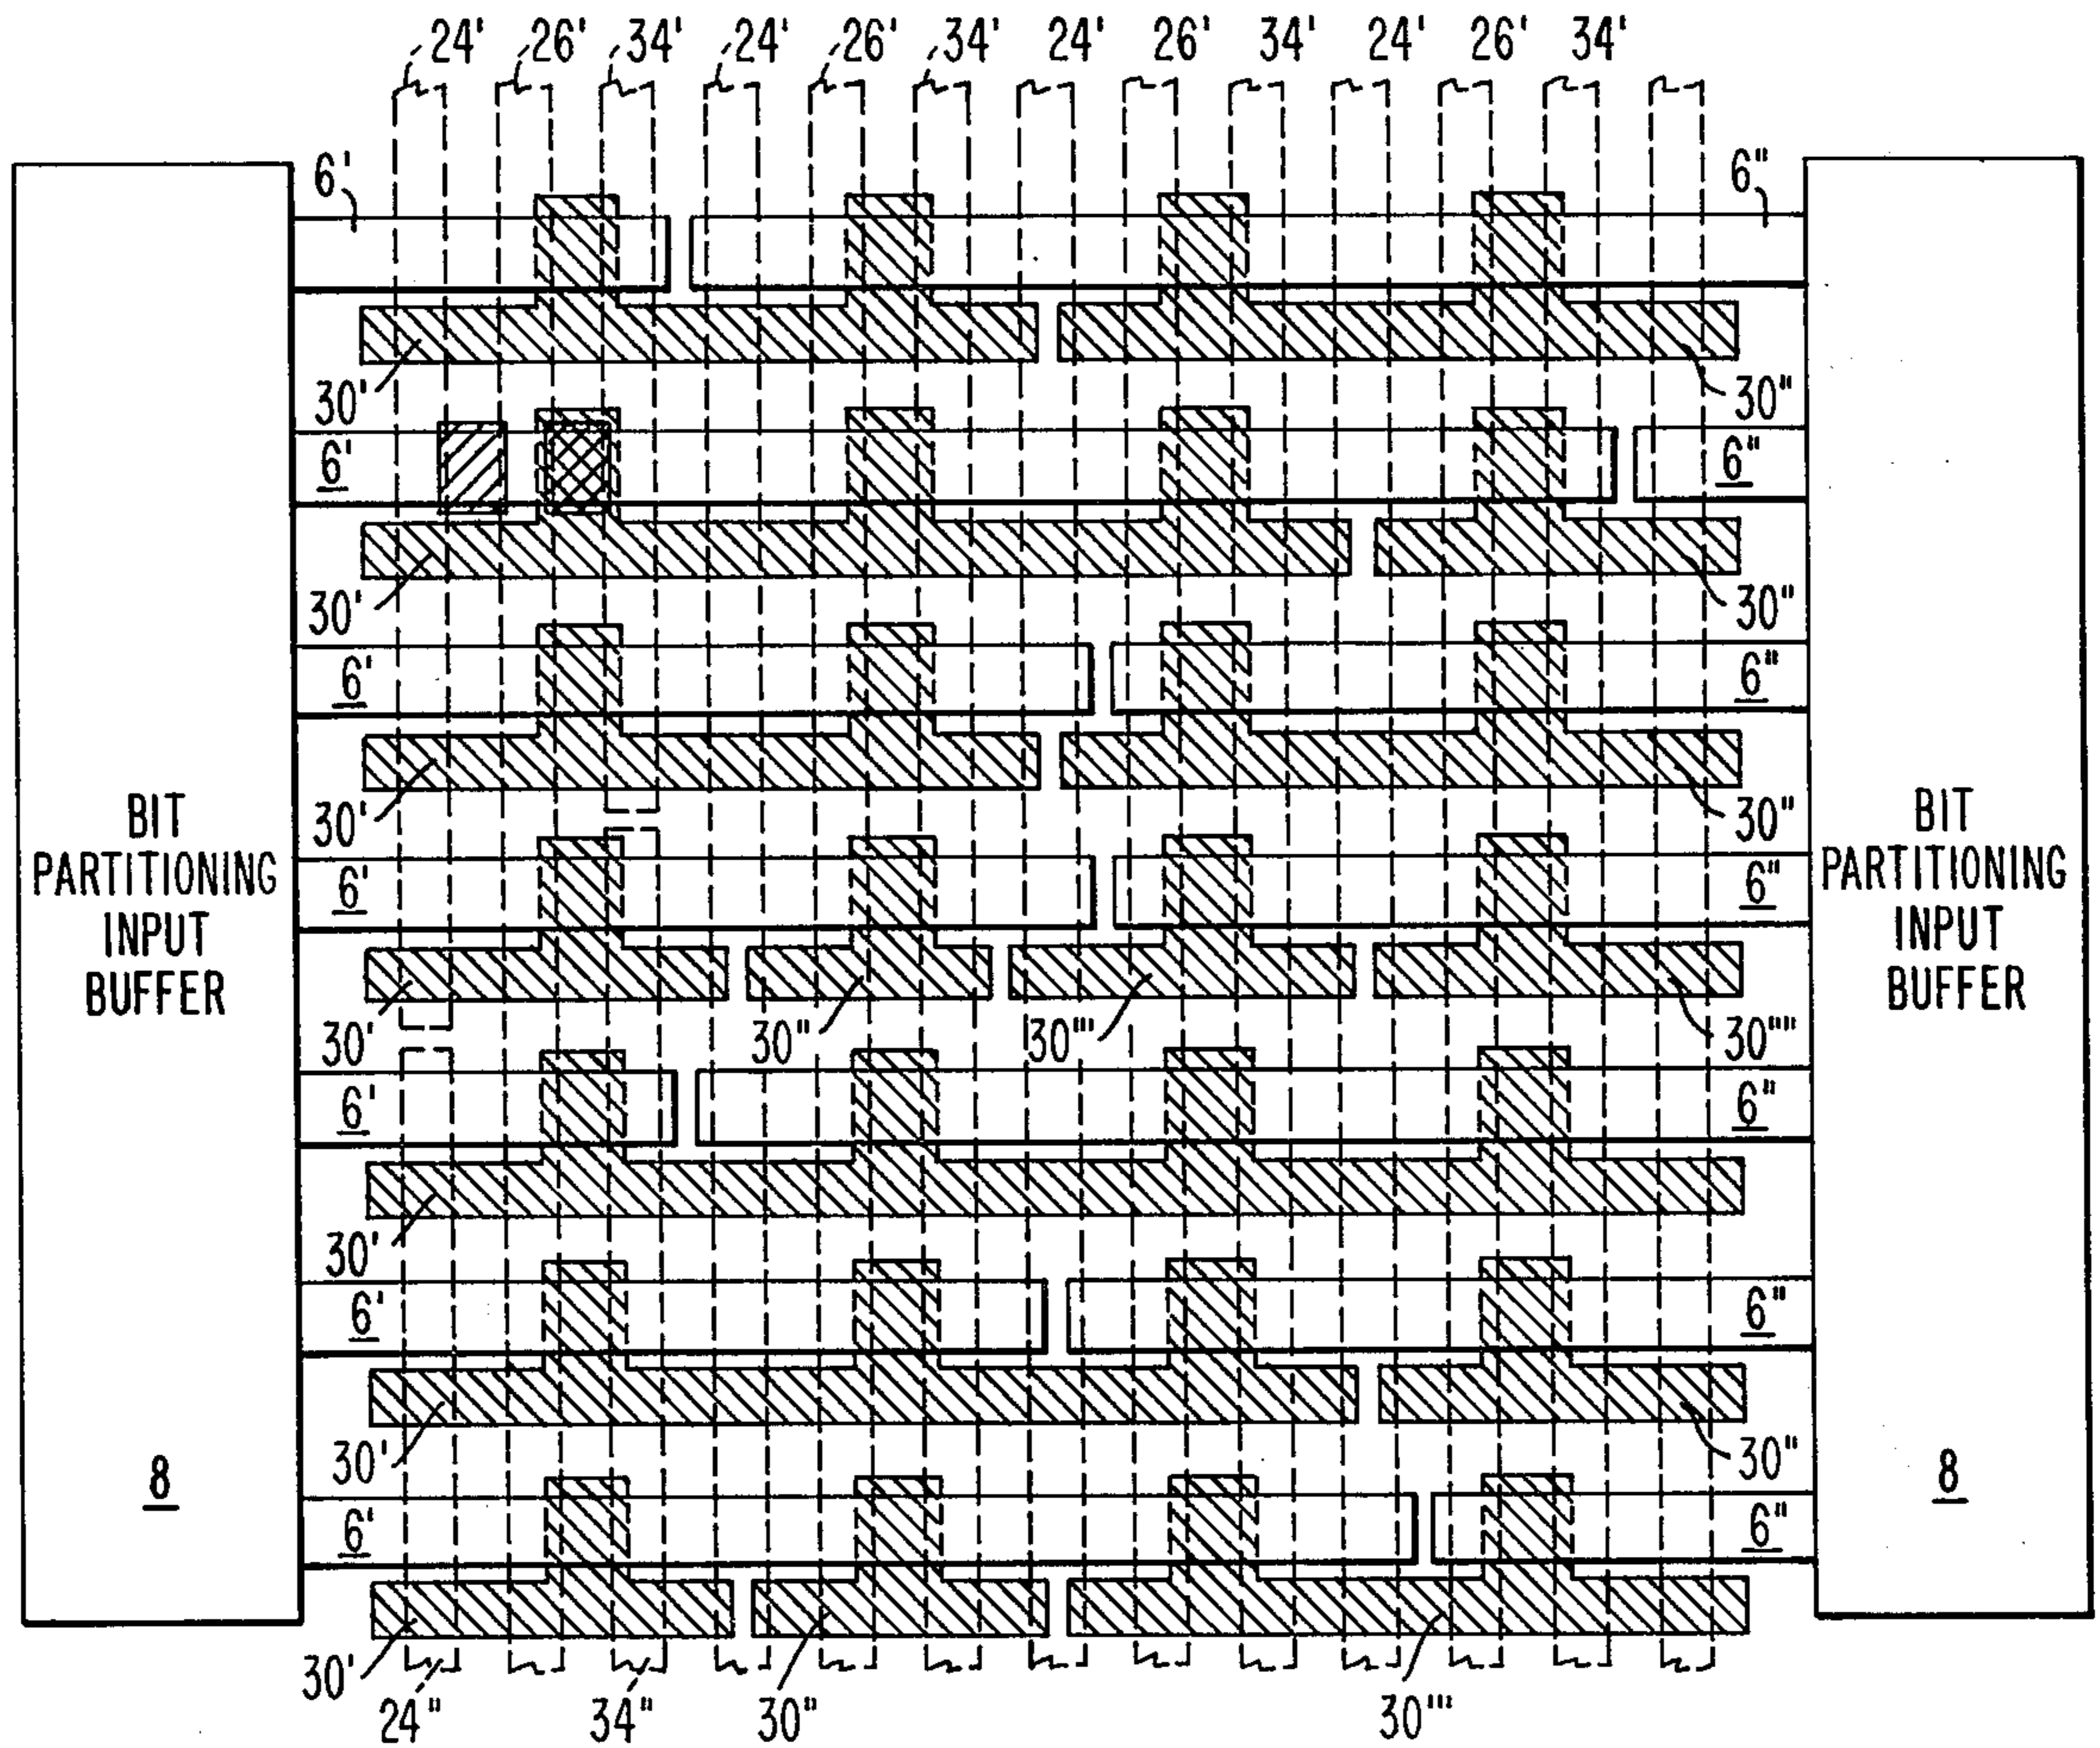 24' 26' 34' 24' 26' 34' 24' 26' 34' 24' 26' 34'
6' 6"
30' 30"
6' 6"
30' 30"
6' 6"
30' 30"
6' 6"
BIT
PARTITIONING
INPUT
BUFFER
BIT
PARTITIONING
INPUT
BUFFER
30' 30" 30''' 30""
6' 6"
30'
6' 6"
30' 30"
8 8
6' 6"
30' 24" 34" 30" 30'''